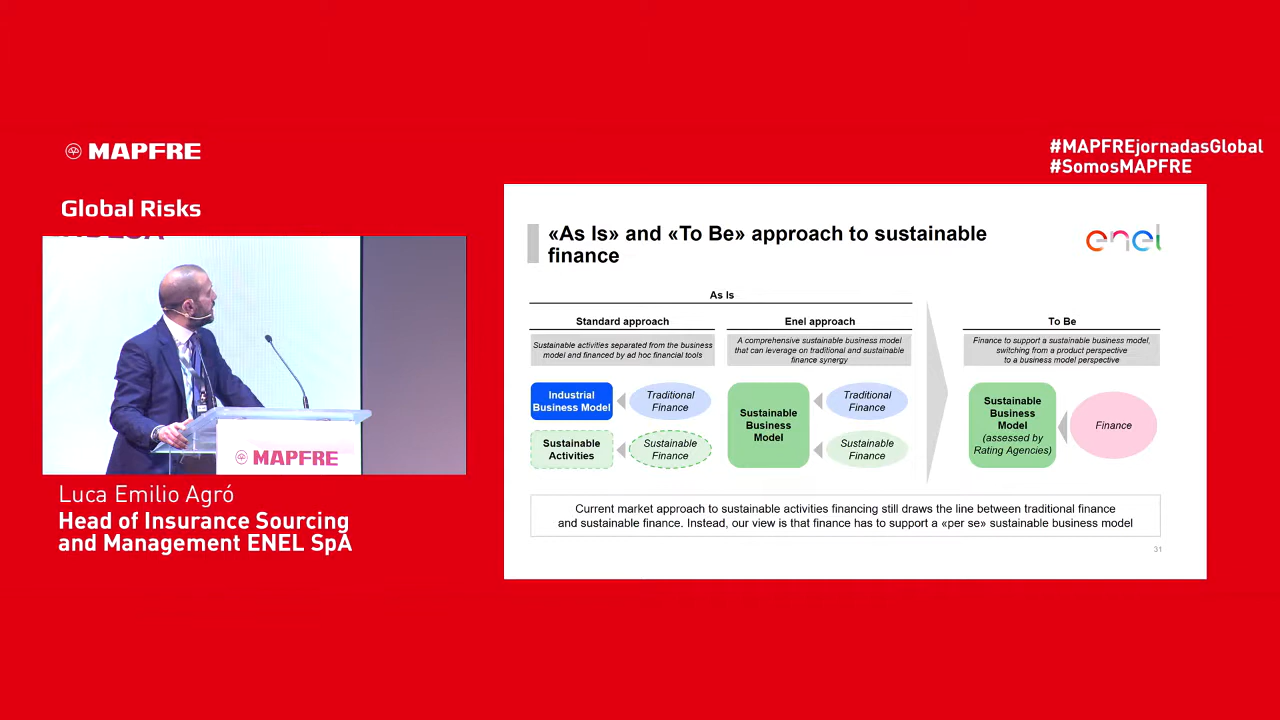 MAPFRE
#MAPFREjornadasGlobal
#SomosMAPFRE
Global Risks
MAPFRE
Luca Emilio Agró
Head of Insurance Sourcing
and Management ENEL SpA
«As Is» and «To Be» approach to sustainable
finance
enel
As Is
Standard approach
Sustainable activities separated from the business
model and financed by ad hoc financial tools
Industrial
Business Model
Traditional
Finance
Sustainable
Activities
Sustainable
Finance
Enel approach
A comprehensive sustainable business model
that can leverage on traditional and sustainable
finance synergy
Sustainable
Business
Model
Traditional
Finance
Sustainable
Finance
To Be
Finance to support a sustainable business model,
switching from a product perspective
to a business model perspective
Sustainable
Business
Model
(assessed by
Rating Agencies)
Finance
Current market approach to sustainable activities financing still draws the line between traditional finance
and sustainable finance. Instead, our view is that finance has to support a «per se» sustainable business model
31